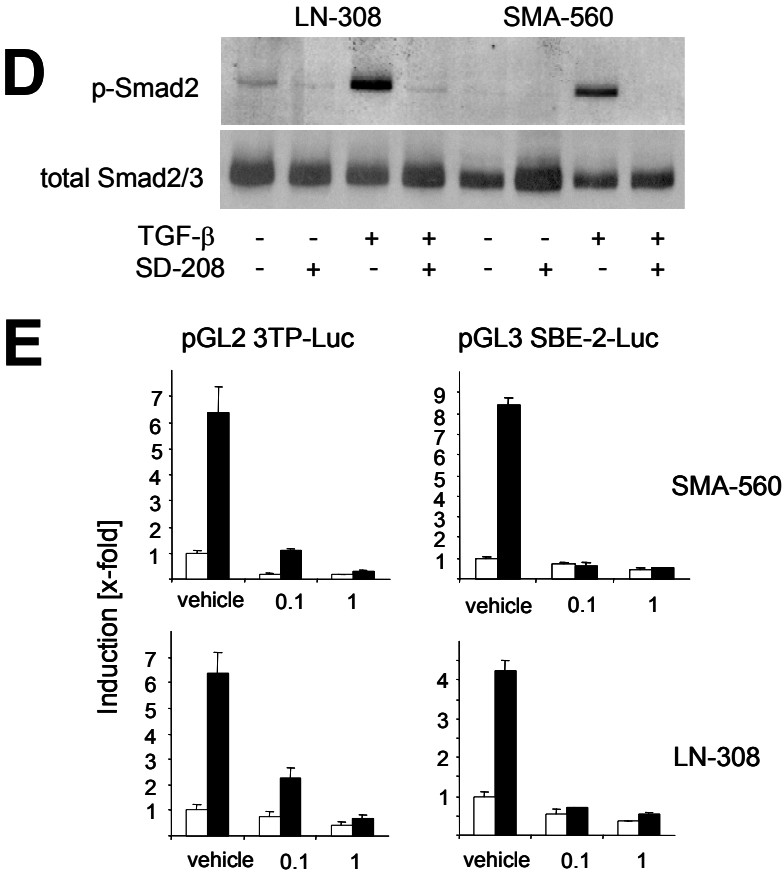 LN-308 SMA-560
D
p-Smad2
total Smad2/3
TGF-β - - + + - - + +
SD-208 - + - + - + - +
E
pGL2 3TP-Luc pGL3 SBE-2-Luc
Induction [x-fold]
7
6
5
4
3
2
1
vehicle 0.1 1
9
8
7
6
5
4
3
2
1
vehicle 0.1 1
SMA-560
7
6
5
4
3
2
1
vehicle 0.1 1
4
3
2
1
vehicle 0.1 1
LN-308